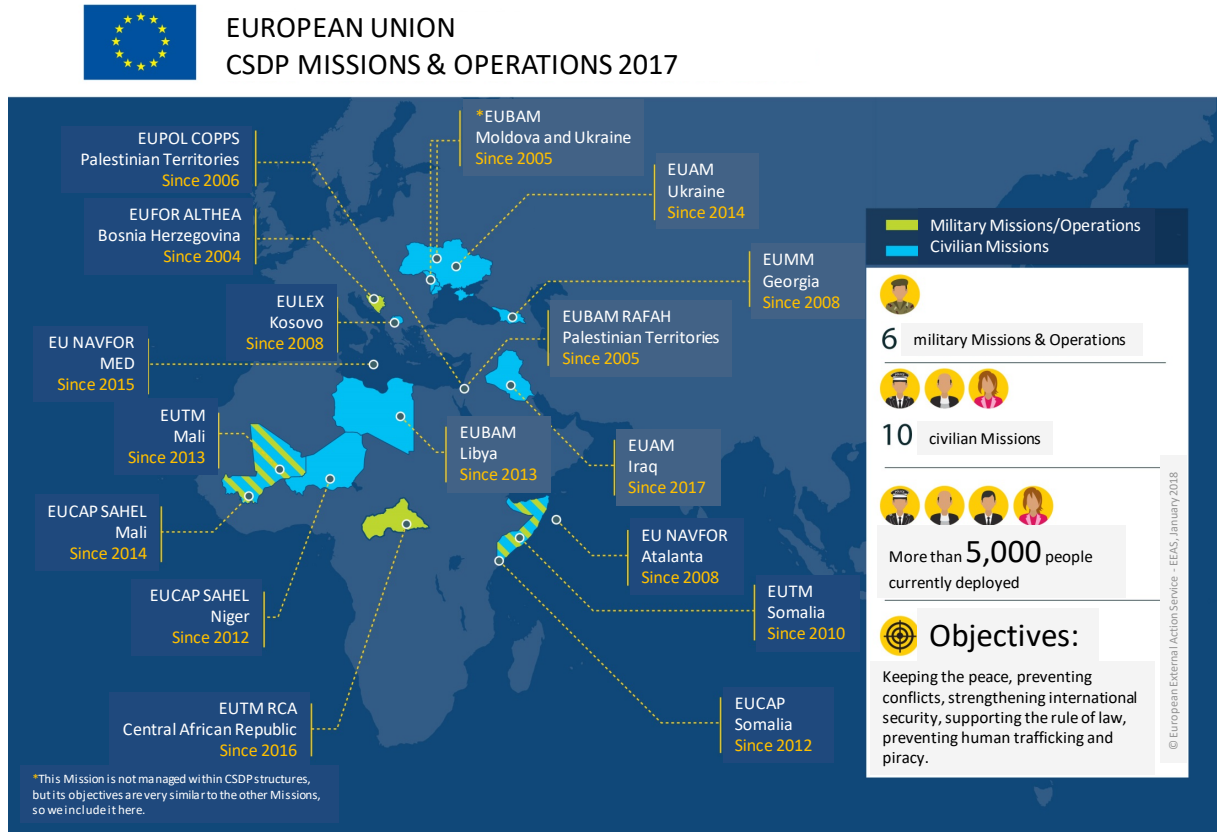 EUROPEAN UNION
CSDP MISSIONS & OPERATIONS 2017
EUPOL COPPS
Palestinian Territories
Since 2006
*EUBAM
Moldova and Ukraine
Since 2005
EUAM
Ukraine
Since 2014
EUFOR ALTHEA
Bosnia Herzegovina
Since 2004
EUMM
Georgia
Since 2008
EULEX
Kosovo
Since 2008
EUBAM RAFAH
Palestinian Territories
Since 2005
EU NAVFOR
MED
Since 2015
EUTM
Mali
Since 2013
EUBAM
Libya
Since 2013
EUAM
Iraq
Since 2017
EUCAP SAHEL
Mali
Since 2014
EU NAVFOR
Atalanta
Since 2008
EUCAP SAHEL
Niger
Since 2012
EUTM
Somalia
Since 2010
EUTM RCA
Central African Republic
Since 2016
EUCAP
Somalia
Since 2012
*This Mission is not managed within CSDP structures,
but its objectives are very similar to the other Missions,
so we include it here.
Military Missions/Operations
Civilian Missions
6 military Missions & Operations
10 civilian Missions
More than 5,000 people
currently deployed
Objectives:
Keeping the peace, preventing
conflicts, strengthening international
security, supporting the rule of law,
preventing human trafficking and
piracy.
© European External Action Service - EEAS, January 2018